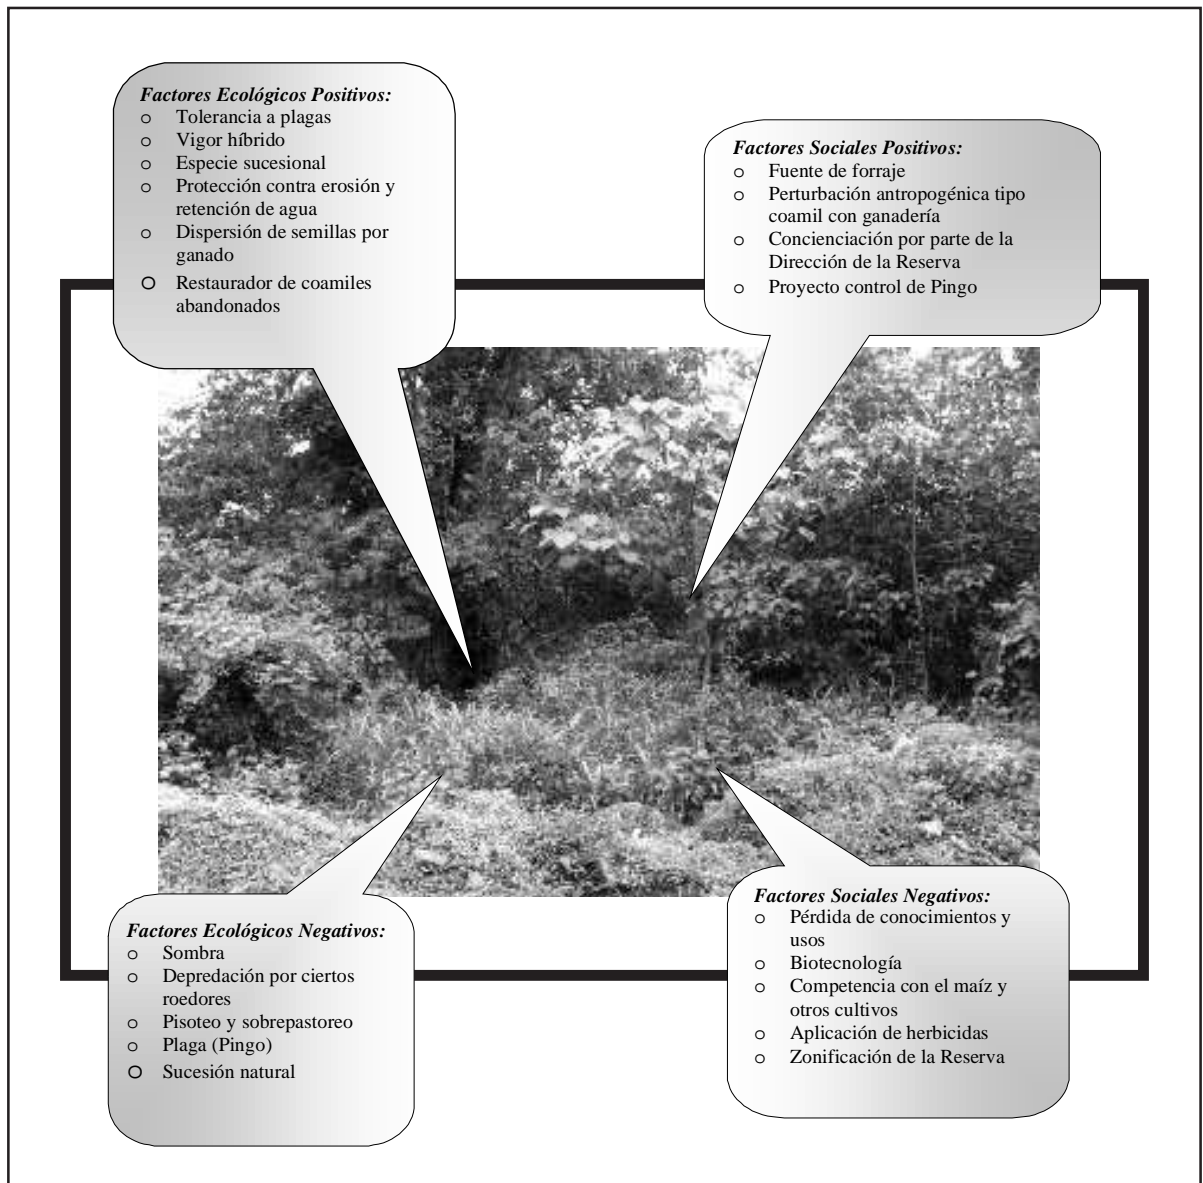 Factores Ecológicos Positivos:
o Tolerancia a plagas
o Vigor híbrido
o Especie sucesional
o Protección contra erosión y
retención de agua
o Dispersión de semillas por
ganado
o Restaurador de coamiles
abandonados
Factores Sociales Positivos:
o Fuente de forraje
o Perturbación antropogénica tipo
coamil con ganadería
o Concienciación por parte de la
Dirección de la Reserva
o Proyecto control de Pingo
Factores Ecológicos Negativos:
o Sombra
o Depredación por ciertos
roedores
o Pisoteo y sobrepastoreo
o Plaga (Pingo)
o Sucesión natural
Factores Sociales Negativos:
o Pérdida de conocimientos y
usos
o Biotecnología
o Competencia con el maíz y
otros cultivos
o Aplicación de herbicidas
o Zonificación de la Reserva